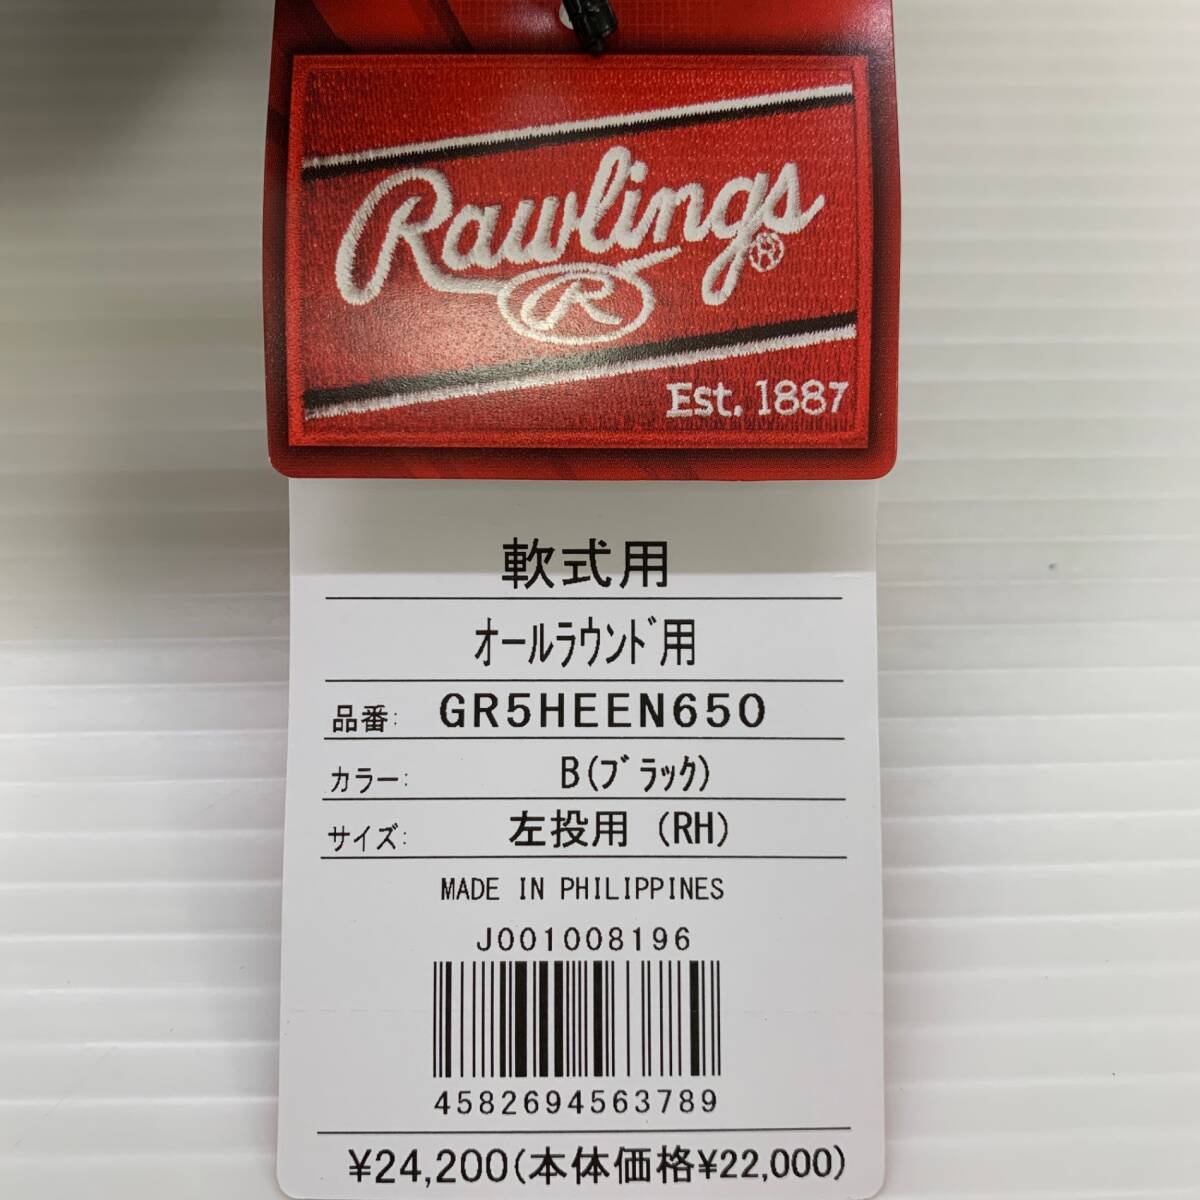 Rawlings®
R
Est. 1887
軟式用
オールラウンド用
品番: GR5HEEN650
カラー: B(ブラック)
サイズ: 左投用 (RH)
MADE IN PHILIPPINES
J001008196
4582694563789
¥24,200(本体価格¥22,000)